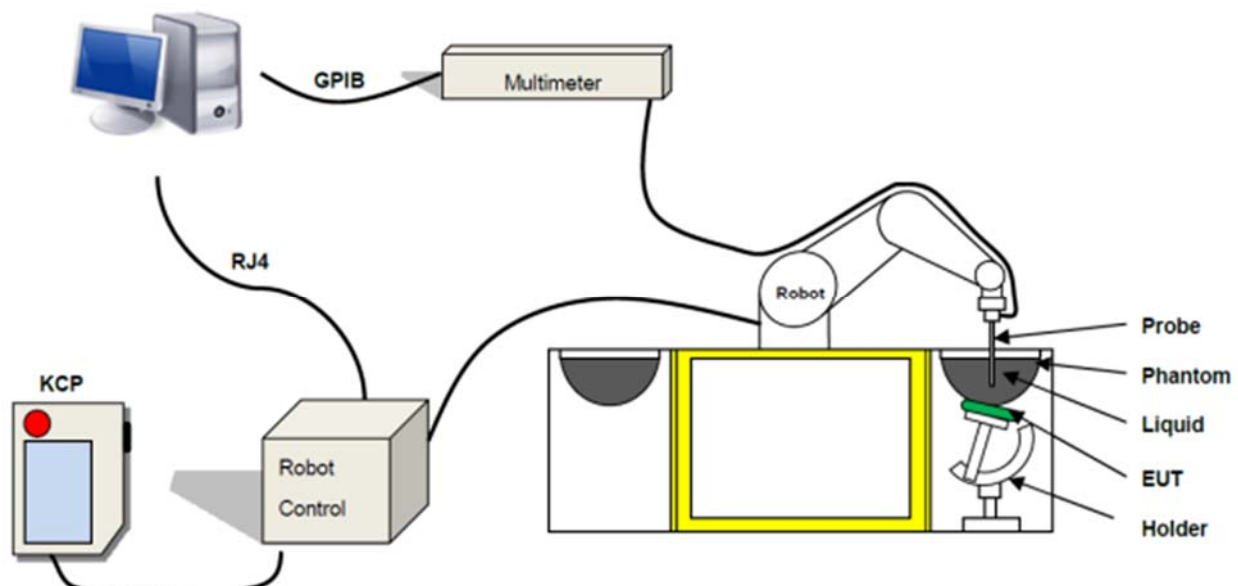 GPIB
Multimeter
RJ4
Robot
Probe
Phantom
Liquid
EUT
Holder
KCP
Robot
Control